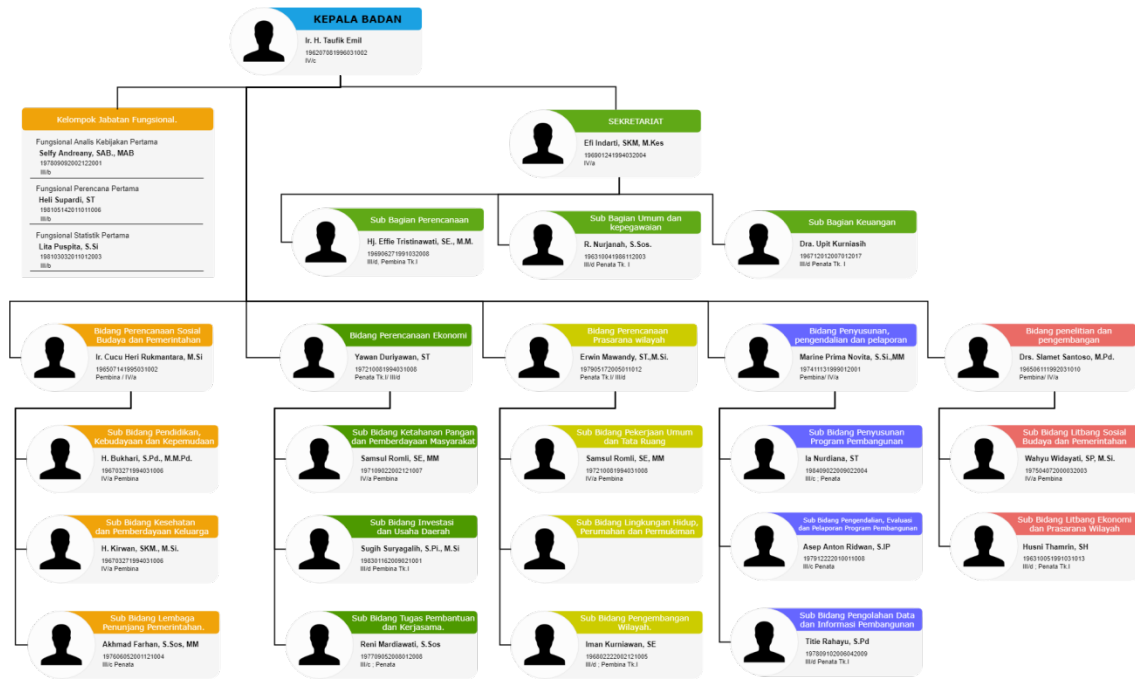 KEPALA BADAN
Ir. H. Taufik Emil
196207081996031002
IV/c
Kelompok Jabatan Fungsional.
Fungsional Analis Kebijakan Pertama
Selfy Andreany, SAB., MAB
197809092002122001
III/b
Fungsional Perencana Pertama
Heli Supardi, ST
198105142011011006
III/b
Fungsional Statistik Pertama
Lita Puspita, S.Si
198103032011012003
III/b
SEKRETARIAT
Efi Indarti, SKM, M.Kes
196801241994032004
IV/a
Sub Bagian Perencanaan
Hj. Effie Tristinawati, SE., M.M.
196906271991032008
III/d, Pembina Tk.I
Sub Bagian Umum dan
kepegawaian
R. Nurjanah, S.Sos.
196310041986112003
III/d Penata Tk. I
Sub Bagian Keuangan
Dra. Upit Kurniasih
196712012007012017
III/d Penata Tk. I
Bidang Perencanaan Sosial
Budaya dan Pemerintahan
Ir. Cucu Heri Rukmantara, M.Si
196507141995031002
Pembina / IV/a
Bidang Perencanaan Ekonomi
Yawan Duriyawan, ST
197210081994031008
Penata Tk.I/ III/d
Bidang Perencanaan
Prasarana wilayah
Erwin Mawandy, ST.,M.Si.
197905172005011012
Penata Tk.I/ III/d
Bidang Penyusunan,
pengendalian dan pelaporan
Marine Prima Novita, S.Si.,MM
197411131999012001
Pembina/ IV/a
Bidang penelitian dan
pengembangan
Drs. Slamet Santoso, M.Pd.
196506111992031010
Pembina/ IV/a
Sub Bidang Pendidikan,
Kebudayaan dan Kepemudaan
H. Bukhari, S.Pd., M.M.Pd.
196703271994031006
IV/a Pembina
Sub Bidang Ketahanan Pangan
dan Pemberdayaan Masyarakat
Samsul Romli, SE, MM
197109022002121007
IV/a Pembina
Sub Bidang Pekerjaan Umum
dan Tata Ruang
Samsul Romli, SE, MM
197210081994031008
IV/a Pembina
Sub Bidang Penyusunan
Program Pembangunan
Ia Nurdiana, ST
198409022009022004
III/c ; Penata
Sub Bidang Litbang Sosial
Budaya dan Pemerintahan
Wahyu Widayati, SP, M.Si.
197504072000032003
IV/a Pembina
Sub Bidang Kesehatan
dan Pemberdayaan Keluarga
H. Kirwan, SKM., M.Si.
196703271994031006
IV/a Pembina
Sub Bidang Investasi
dan Usaha Daerah
Sugih Suryagalih, S.Pi., M.Si
198301162009021001
III/d Pembina Tk.I
Sub Bidang Lingkungan Hidup,
Perumahan dan Permukiman
Sub Bidang Pengendalian, Evaluasi
dan Pelaporan Program Pembangunan
Asep Anton Ridwan, S.IP
197912222010011008
III/c Penata
Sub Bidang Litbang Ekonomi
dan Prasarana Wilayah
Husni Thamrin, SH
196310051991031013
III/d ; Penata Tk.I
Sub Bidang Lembaga
Penunjang Pemerintahan.
Akhmad Farhan, S.Sos, MM
197606052001121004
III/c Penata
Sub Bidang Tugas Pembantuan
dan Kerjasama.
Reni Mardiawati, S.Sos
197709052008012008
III/c ; Penata
Sub Bidang Pengembangan
Wilayah.
Iman Kurniawan, SE
196802222002121005
III/d ; Pembina Tk.I
Sub Bidang Pengolahan Data
dan Informasi Pembangunan
Titie Rahayu, S.Pd
197809102006042009
III/d Penata Tk.I